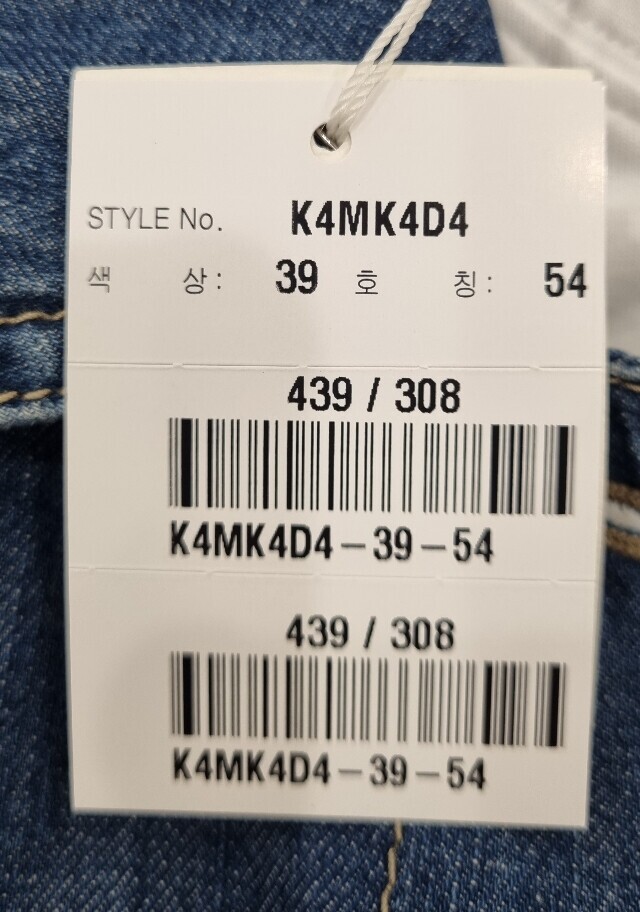 STYLE No. K4MK4D4
색 상 : 39 호 칭 : 54
439 / 308
K4MK4D4-39-54
439 / 308
K4MK4D4-39-54